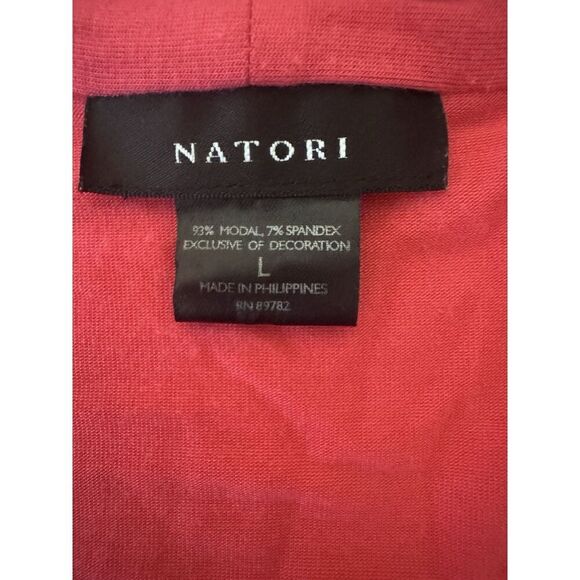 NATORI
93% MODAL, 7% SPANDEX
EXCLUSIVE OF DECORATION
L
MADE IN PHILIPPINES
RN 89782